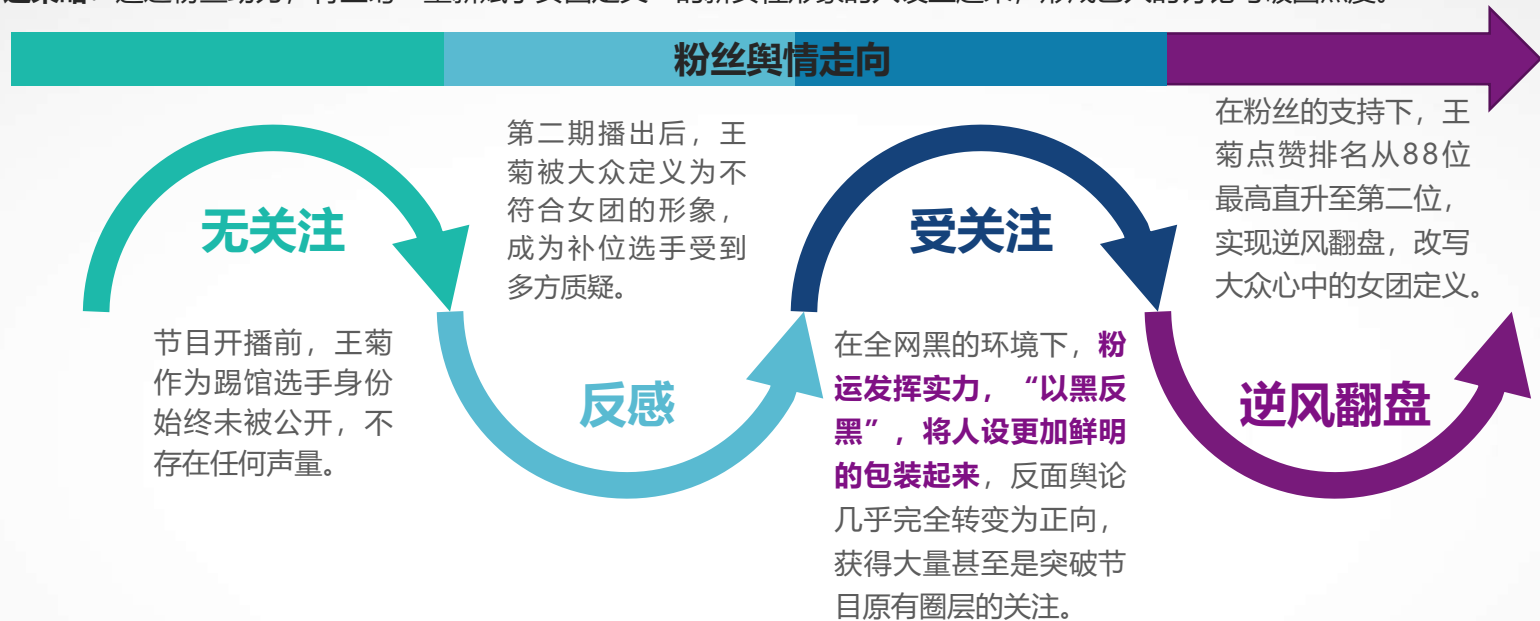 粉丝舆情走向
无关注
节目开播前，王菊
作为踢馆选手身份
始终未被公开，不
存在任何声量。
第二期播出后，王
菊被大众定义为不
符合女团的形象，
成为补位选手受到
多方质疑。
反感
受关注
在全网黑的环境下，粉
运发挥实力，“以黑反
黑”，将人设更加鲜明
的包装起来，反面舆论
几乎完全转变为正向，
获得大量甚至是突破节
目原有圈层的关注。
在粉丝的支持下，王
菊点赞排名从88位
最高直升至第二位，
实现逆风翻盘，改写
大众心中的女团定义。
逆风翻盘